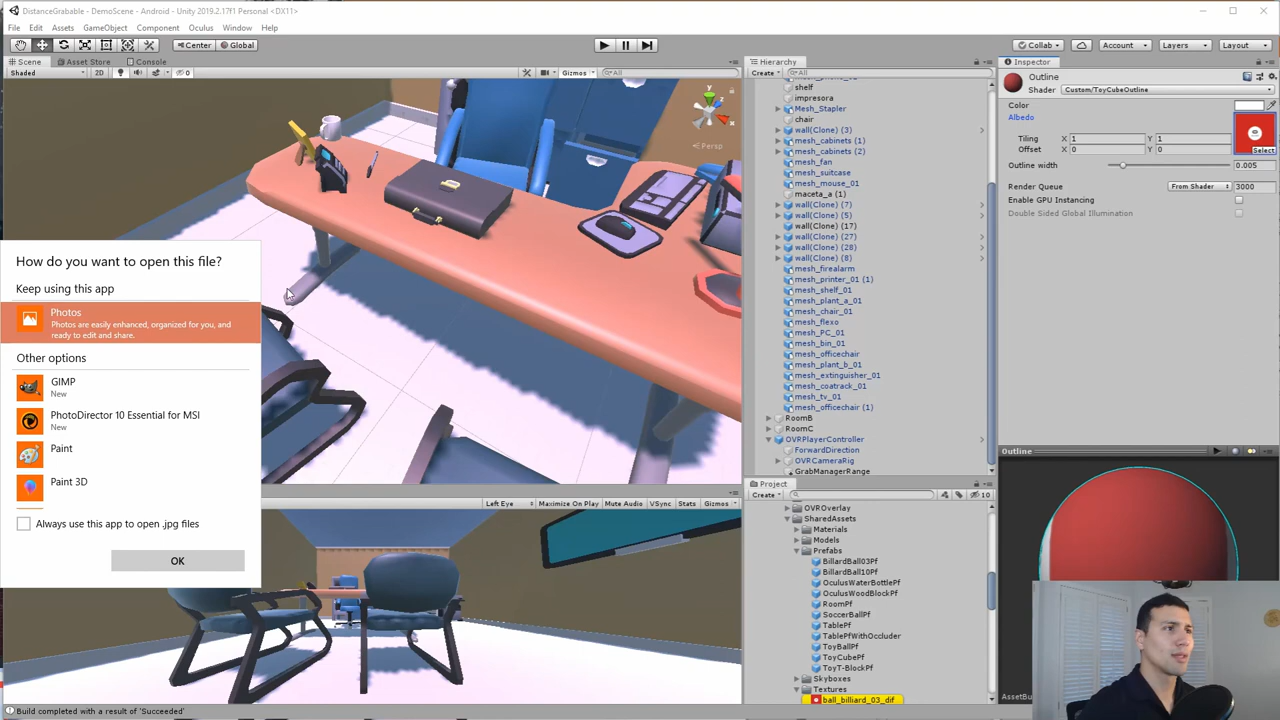 DistanceGrabable - DemoScene - Android - Unity 2019.2.17f1 Personal <DX11>
File Edit Assets GameObject Component Oculus Window Help
Center Global
Collab
Account
Layers
Layout
Scene Asset Store Console
Shaded 2D 0 Gizmos All
Persp
How do you want to open this file?
Keep using this app
Photos
Photos are easily enhanced, organized for you, and
ready to edit and share.
Other options
GIMP
New
PhotoDirector 10 Essential for MSI
New
Paint
Paint 3D
Always use this app to open .jpg files
OK
Left Eye Maximize On Play Mute Audio VSync Stats Gizmos
Build completed with a result of 'Succeeded'
Hierarchy
Create All
shelf
impresora
Mesh_Stapler
chair
wall(Clone) (3)
mesh_cabinets (1)
mesh_cabinets (2)
mesh_fan
mesh_suitcase
mesh_mouse_01
maceta_a (1)
wall(Clone) (7)
wall(Clone) (5)
wall(Clone) (17)
wall(Clone) (27)
wall(Clone) (28)
wall(Clone) (8)
mesh_firealarm
mesh_printer_01 (1)
mesh_shelf_01
mesh_plant_a_01
mesh_chair_01
mesh_flexo
mesh_PC_01
mesh_bin_01
mesh_officechair
mesh_plant_b_01
mesh_extinguisher_01
mesh_coatrack_01
mesh_tv_01
mesh_officechair (1)
RoomB
RoomC
OVRPlayerController
ForwardDirection
OVRCameraRig
GrabManagerRange
Project
Create 10
OVROverlay
SharedAssets
Materials
Models
Prefabs
BillardBall03Pf
BillardBall10Pf
OculusWaterBottlePf
OculusWoodBlockPf
RoomPf
SoccerBallPf
TablePf
TablePfWithOccluder
ToyBallPf
ToyCubePf
ToyT-BlockPf
Skyboxes
Textures
ball_billiard_03_dif
Inspector
Outline
Shader Custom/ToyCubeOutline
Color
Albedo
Tiling X 1 Y 1
Offset X 0 Y 0
Select
Outline width 0.005
Render Queue From Shader 3000
Enable GPU Instancing
Double Sided Global Illumination
Outline